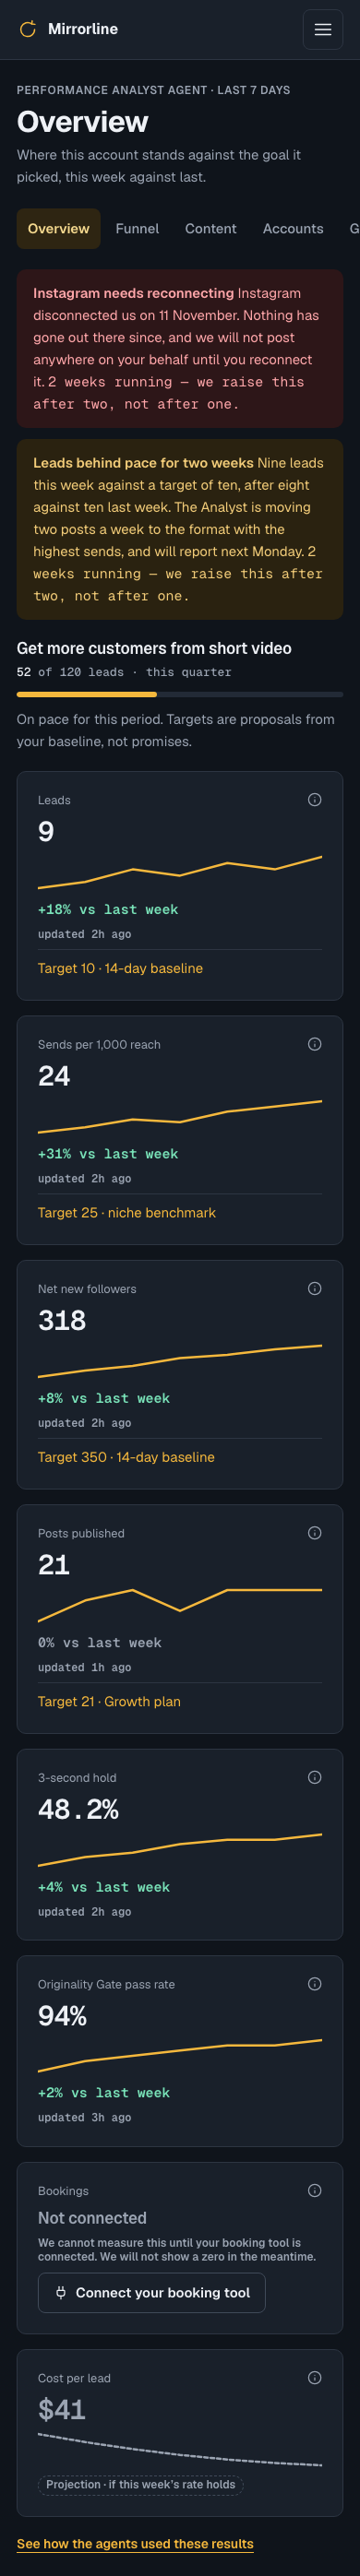 Mirrorline
PERFORMANCE ANALYST AGENT · LAST 7 DAYS
Overview
Where this account stands against the goal it
picked, this week against last.
Overview Funnel Content Accounts G
Instagram needs reconnecting Instagram
disconnected us on 11 November. Nothing has
gone out there since, and we will not post
anywhere on your behalf until you reconnect
it. 2 weeks running — we raise this
after two, not after one.
Leads behind pace for two weeks Nine leads
this week against a target of ten, after eight
against ten last week. The Analyst is moving
two posts a week to the format with the
highest sends, and will report next Monday. 2
weeks running — we raise this after
two, not after one.
Get more customers from short video
52 of 120 leads · this quarter
On pace for this period. Targets are proposals from
your baseline, not promises.
Leads
9
+18% vs last week
updated 2h ago
Target 10 · 14-day baseline
Sends per 1,000 reach
24
+31% vs last week
updated 2h ago
Target 25 · niche benchmark
Net new followers
318
+8% vs last week
updated 2h ago
Target 350 · 14-day baseline
Posts published
21
0% vs last week
updated 1h ago
Target 21 · Growth plan
3-second hold
48.2%
+4% vs last week
updated 2h ago
Originality Gate pass rate
94%
+2% vs last week
updated 3h ago
Bookings
Not connected
We cannot measure this until your booking tool is
connected. We will not show a zero in the meantime.
Connect your booking tool
Cost per lead
$41
Projection · if this week's rate holds
See how the agents used these results